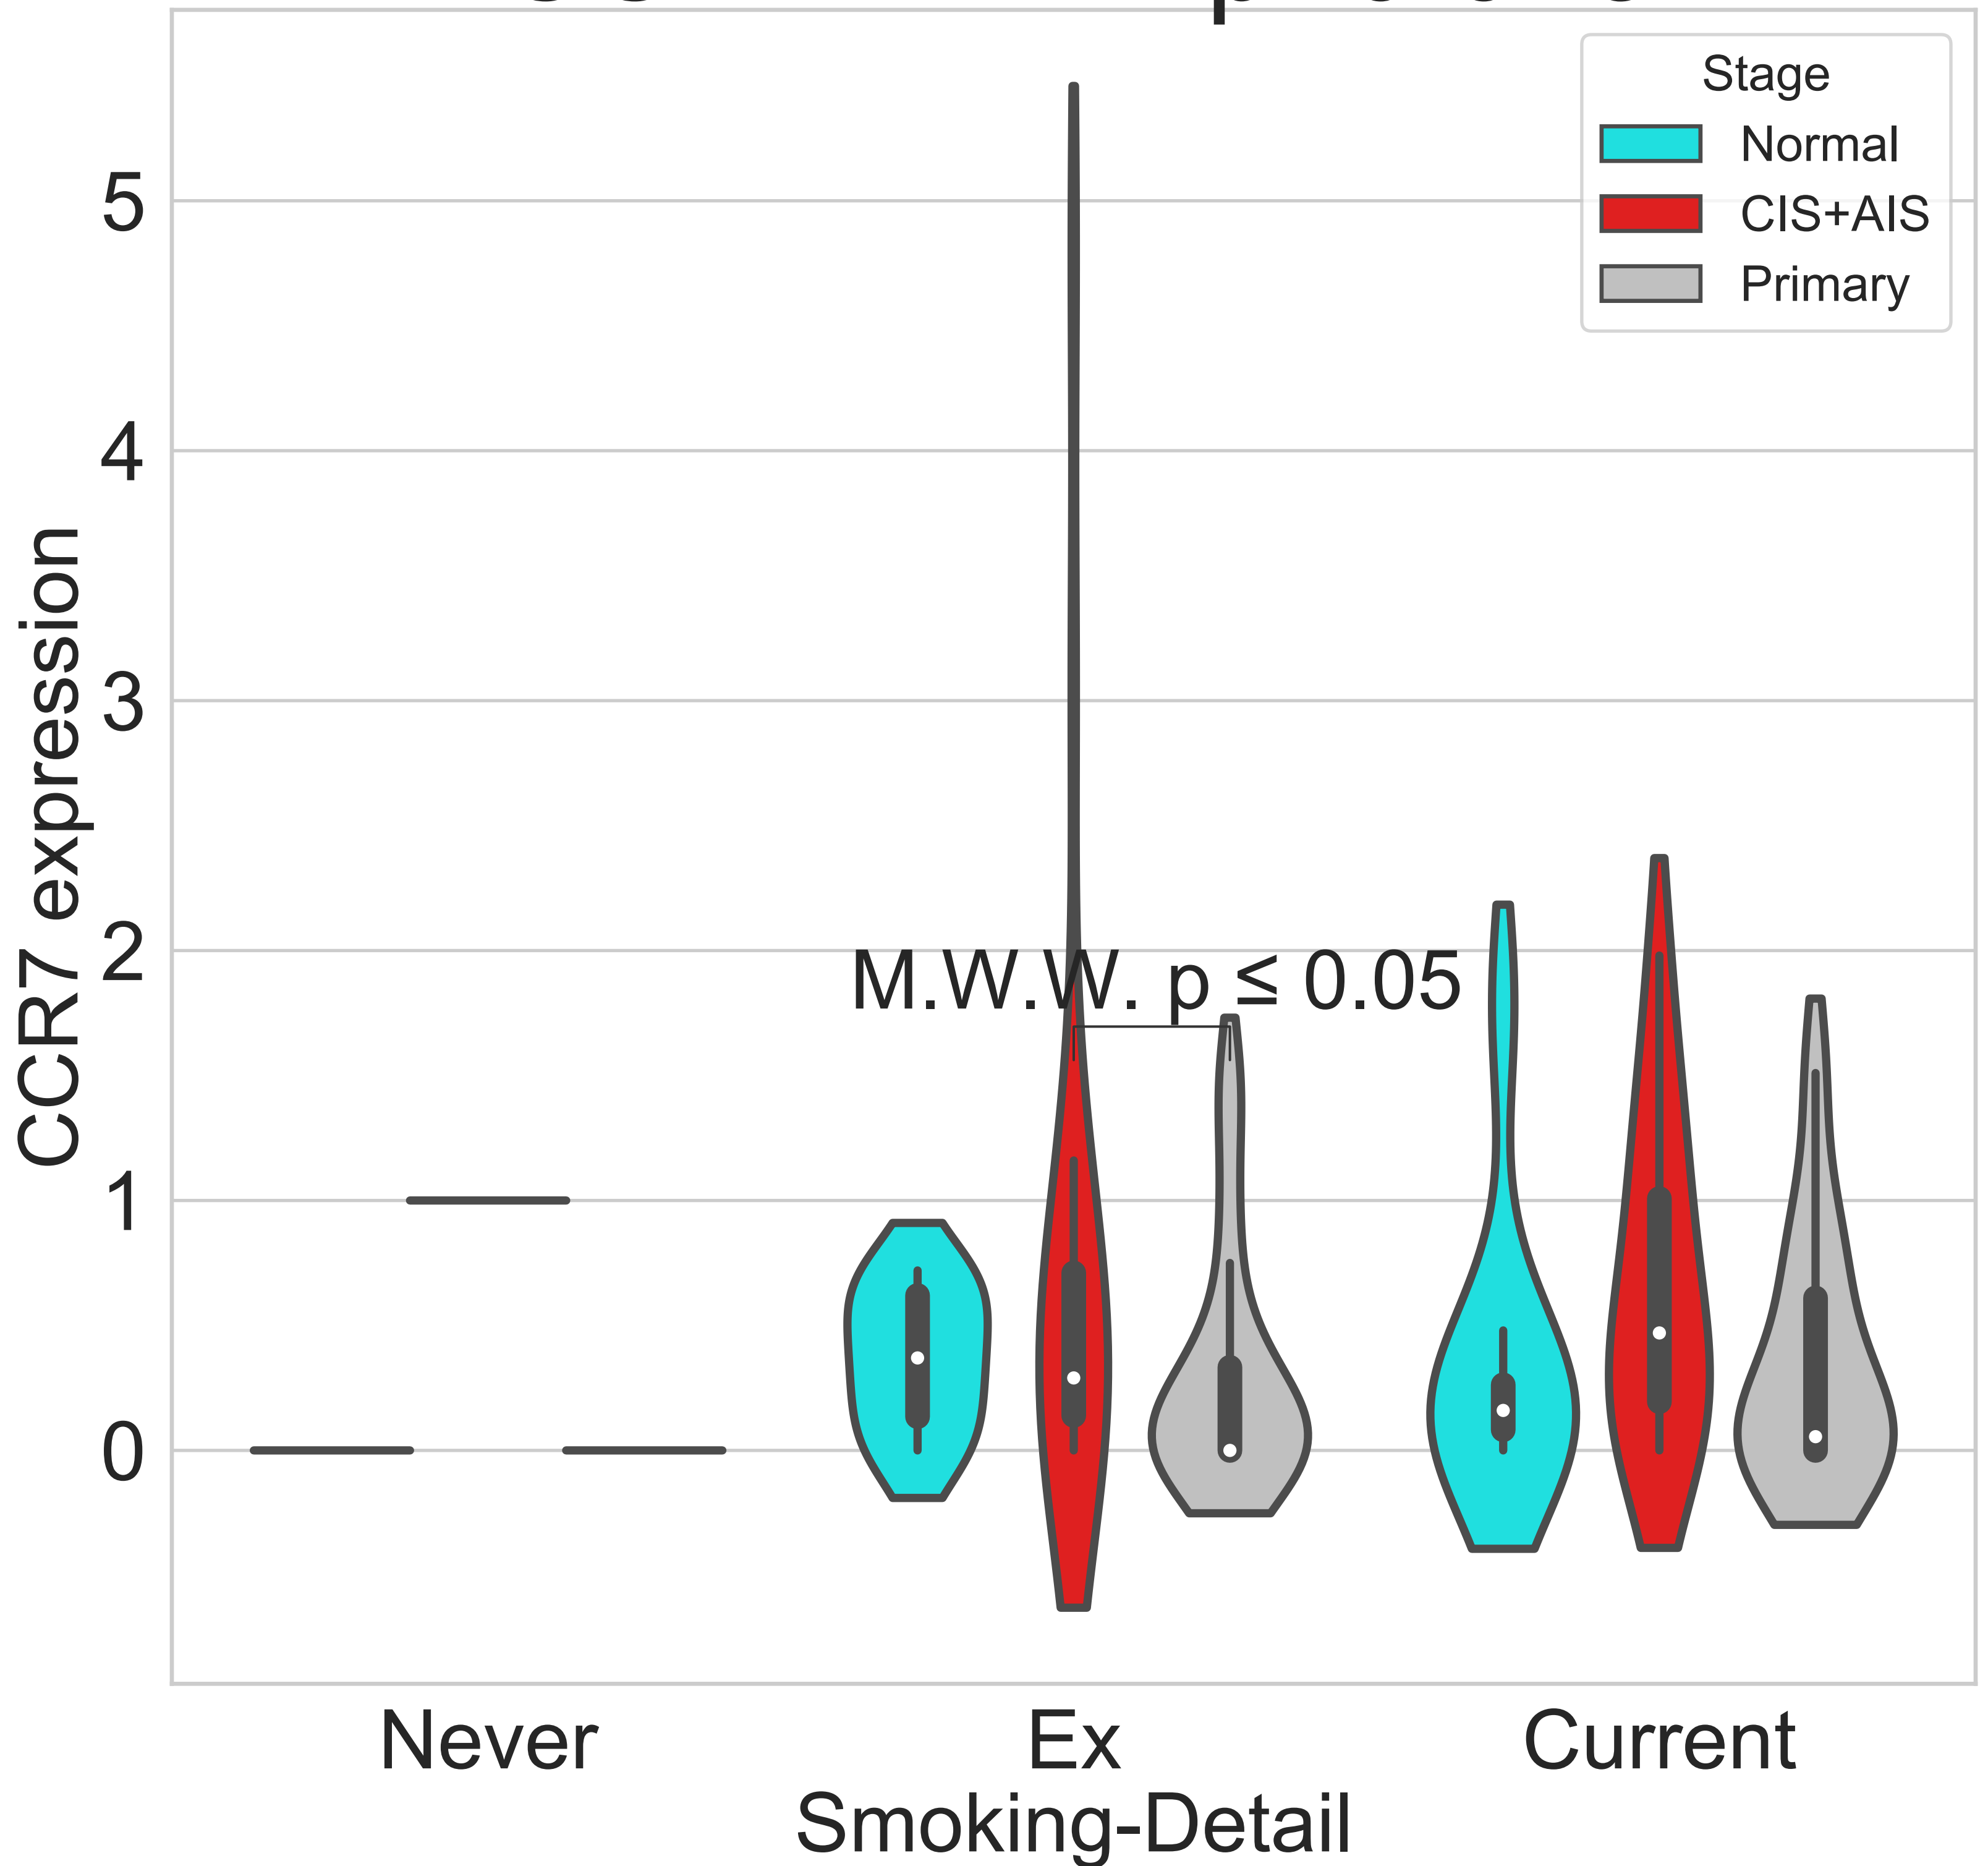 Stage
Normal
CIS+AIS
Primary
5
4
3
2
1
0
CCR7 expression
M.W.W. p ≤ 0.05
Never
Ex
Current
Smoking-Detail